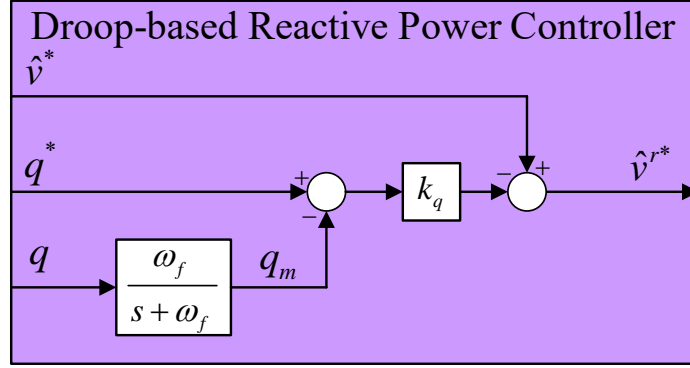 Droop-based Reactive Power Controller
v̂*
q*
+
−
k_q
−
+
v̂^{r*}
q
ω_f
s + ω_f
q_m